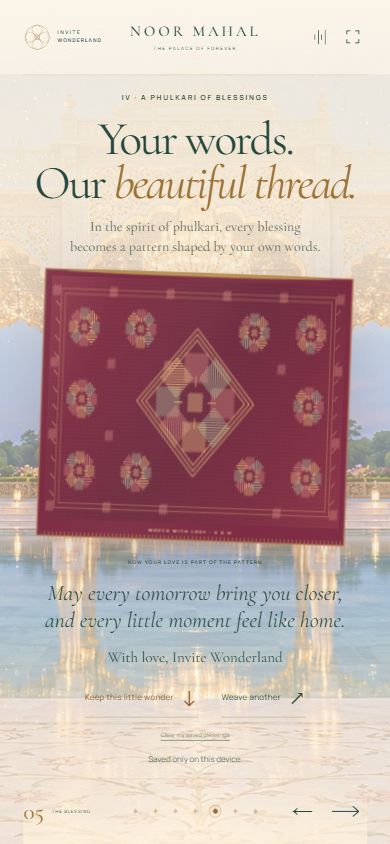 INVITE
WONDERLAND
NOOR MAHAL
THE PALACE OF FOREVER
IV · A PHULKARI OF BLESSINGS
Your words.
Our beautiful thread.
In the spirit of phulkari, every blessing
becomes a pattern shaped by your own words.
WOVEN WITH LOVE ·
NOW YOUR LOVE IS PART OF THE PATTERN.
May every tomorrow bring you closer,
and every little moment feel like home.
With love, Invite Wonderland
Keep this little wonder ↓ Weave another ↗
Clear my saved blessings
Saved only on this device.
05 THE BLESSING ← →